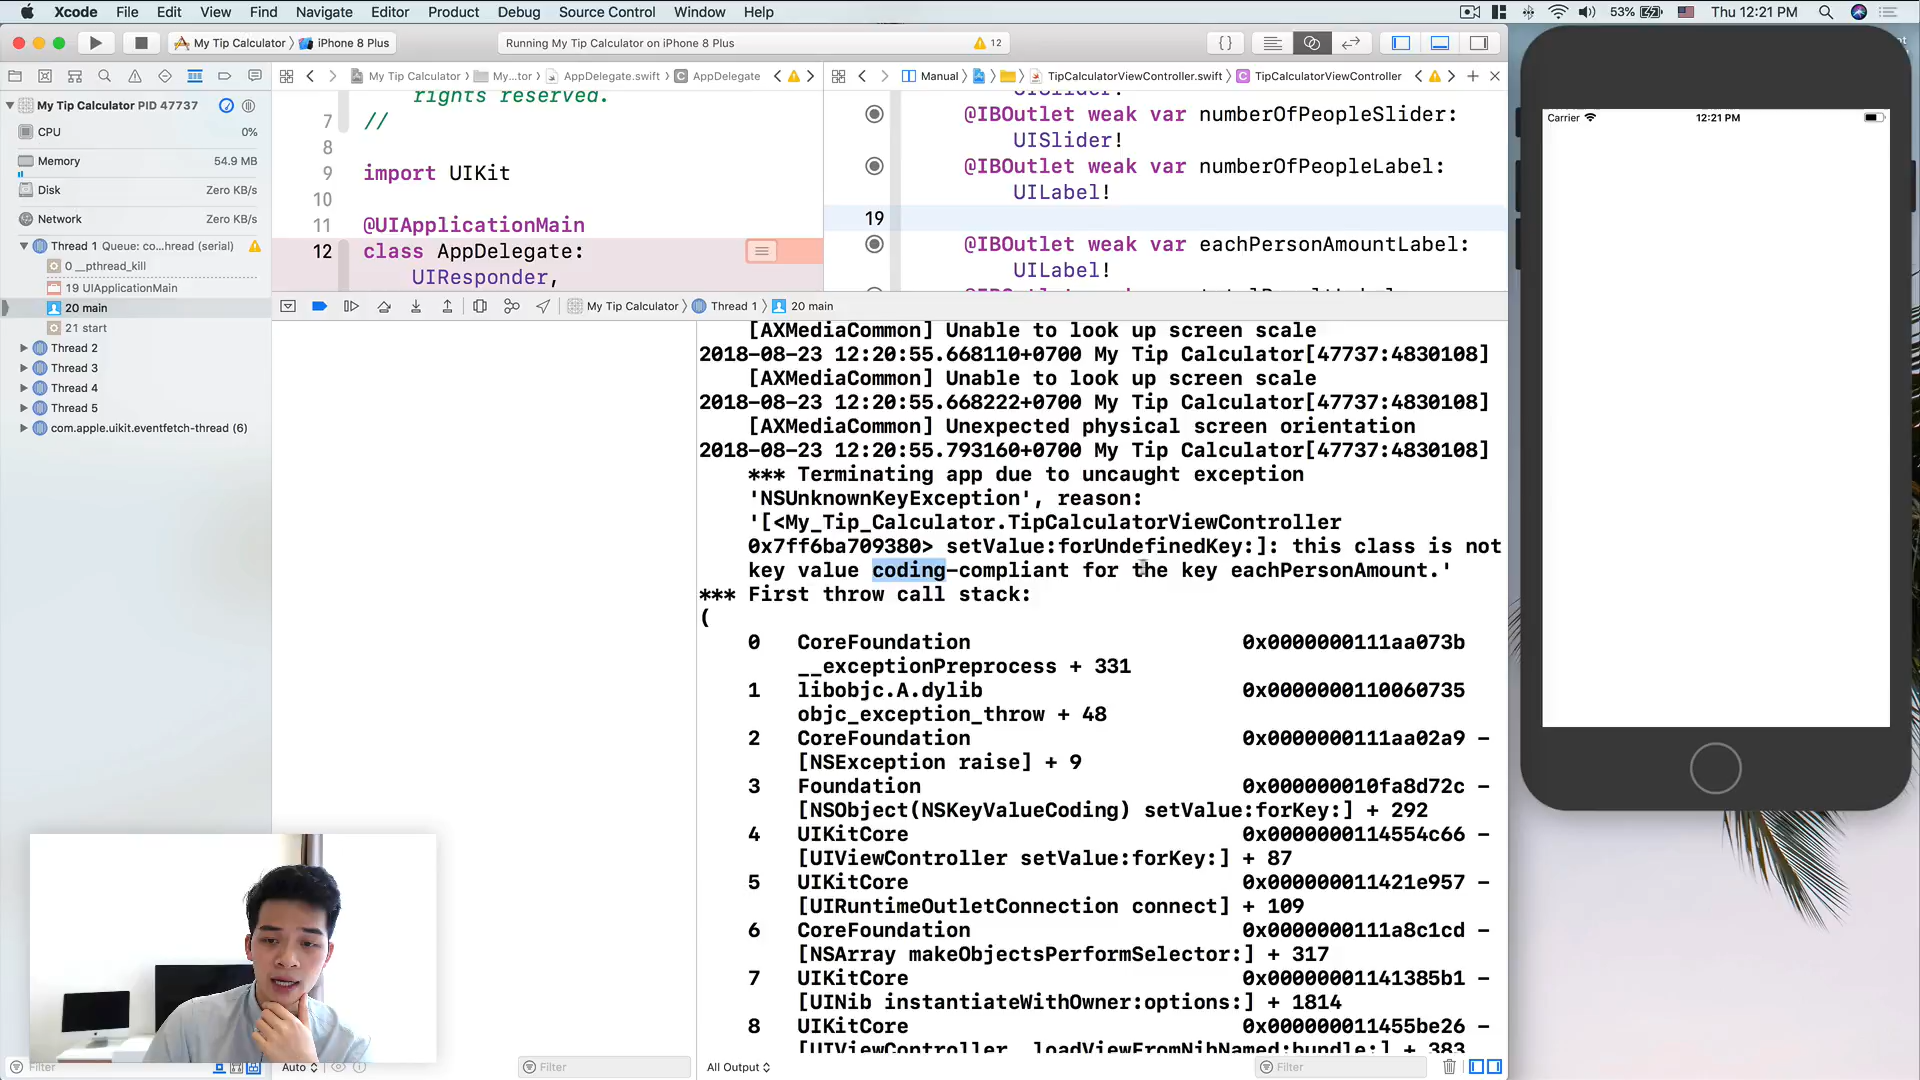 Xcode File Edit View Find Navigate Editor Product Debug Source Control Window Help
53% Thu 12:21 PM
My Tip Calculator iPhone 8 Plus
Running My Tip Calculator on iPhone 8 Plus
12
My Tip Calculator My...tor AppDelegate.swift AppDelegate
Manual TipCalculatorViewController.swift TipCalculatorViewController
My Tip Calculator PID 47737
CPU 0%
Memory 54.9 MB
Disk Zero KB/s
Network Zero KB/s
Thread 1 Queue: co...hread (serial)
0 __pthread_kill
19 UIApplicationMain
20 main
21 start
Thread 2
Thread 3
Thread 4
Thread 5
com.apple.uikit.eventfetch-thread (6)
rights reserved.
7 //
8
9 import UIKit
10
11 @UIApplicationMain
12 class AppDelegate:
UIResponder,
UISlider!
@IBOutlet weak var numberOfPeopleSlider:
UISlider!
@IBOutlet weak var numberOfPeopleLabel:
UILabel!
19
@IBOutlet weak var eachPersonAmountLabel:
UILabel!
My Tip Calculator Thread 1 20 main
[AXMediaCommon] Unable to look up screen scale
2018-08-23 12:20:55.668110+0700 My Tip Calculator[47737:4830108]
[AXMediaCommon] Unable to look up screen scale
2018-08-23 12:20:55.668222+0700 My Tip Calculator[47737:4830108]
[AXMediaCommon] Unexpected physical screen orientation
2018-08-23 12:20:55.793160+0700 My Tip Calculator[47737:4830108]
*** Terminating app due to uncaught exception
'NSUnknownKeyException', reason:
'[<My_Tip_Calculator.TipCalculatorViewController
0x7ff6ba709380> setValue:forUndefinedKey:]: this class is not
key value coding-compliant for the key eachPersonAmount.'
*** First throw call stack:
(
0 CoreFoundation 0x0000000111aa073b
__exceptionPreprocess + 331
1 libobjc.A.dylib 0x0000000110060735
objc_exception_throw + 48
2 CoreFoundation 0x0000000111aa02a9 -
[NSException raise] + 9
3 Foundation 0x000000010fa8d72c -
[NSObject(NSKeyValueCoding) setValue:forKey:] + 292
4 UIKitCore 0x0000000114554c66 -
[UIViewController setValue:forKey:] + 87
5 UIKitCore 0x000000011421e957 -
[UIRuntimeOutletConnection connect] + 109
6 CoreFoundation 0x0000000111a8c1cd -
[NSArray makeObjectsPerformSelector:] + 317
7 UIKitCore 0x00000001141385b1 -
[UINib instantiateWithOwner:options:] + 1814
8 UIKitCore 0x000000011455be26 -
[UIViewController _loadViewFromNibNamed:bundle:] + 383
Filter
Auto
Filter
All Output
Filter
Carrier 12:21 PM